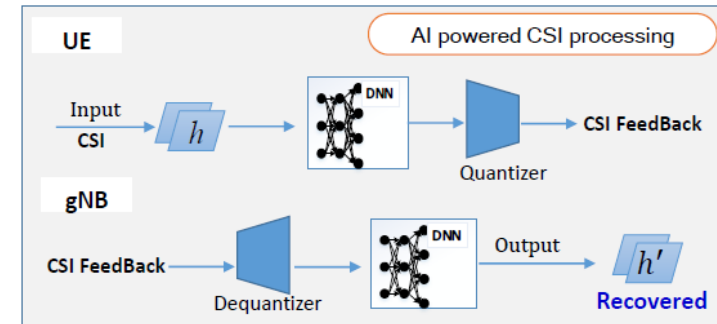 UE
AI powered CSI processing
DNN
Input
CSI
h
CSI FeedBack
Quantizer
gNB
DNN
Output
CSI FeedBack
h′
Dequantizer
Recovered